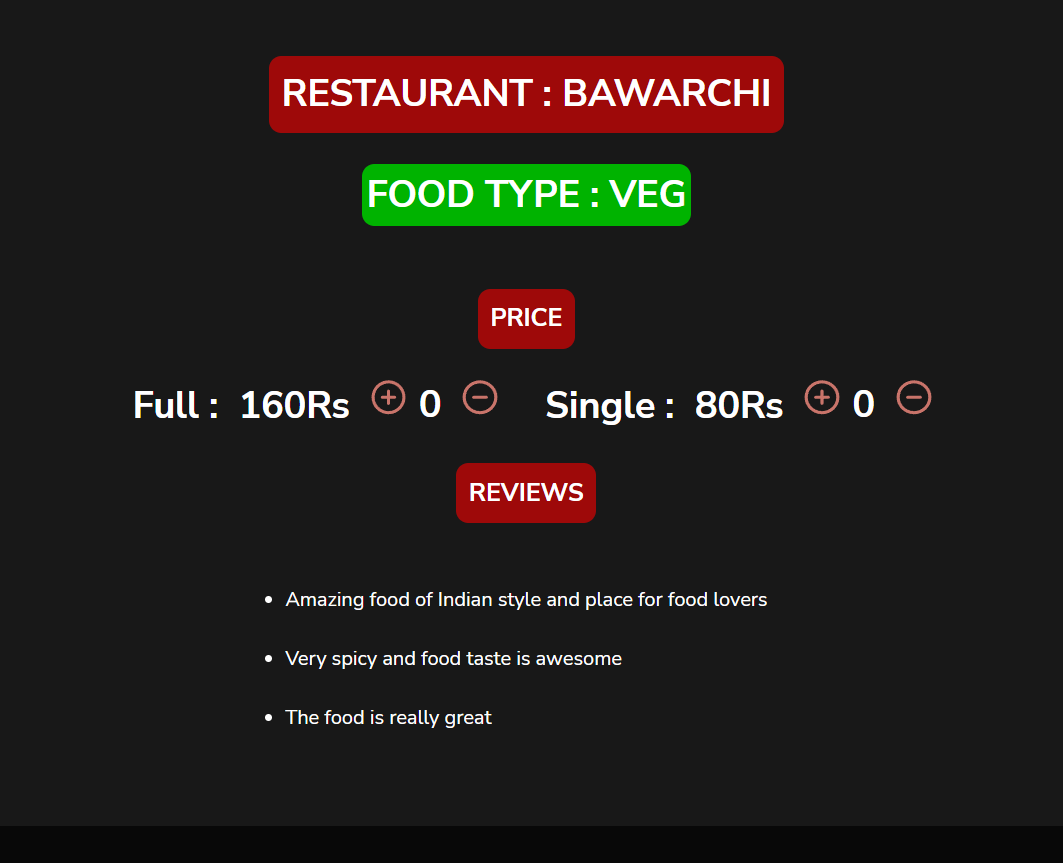 RESTAURANT : BAWARCHI
FOOD TYPE : VEG
PRICE
Full : 160Rs + 0 − Single : 80Rs + 0 −
REVIEWS
• Amazing food of Indian style and place for food lovers
• Very spicy and food taste is awesome
• The food is really great